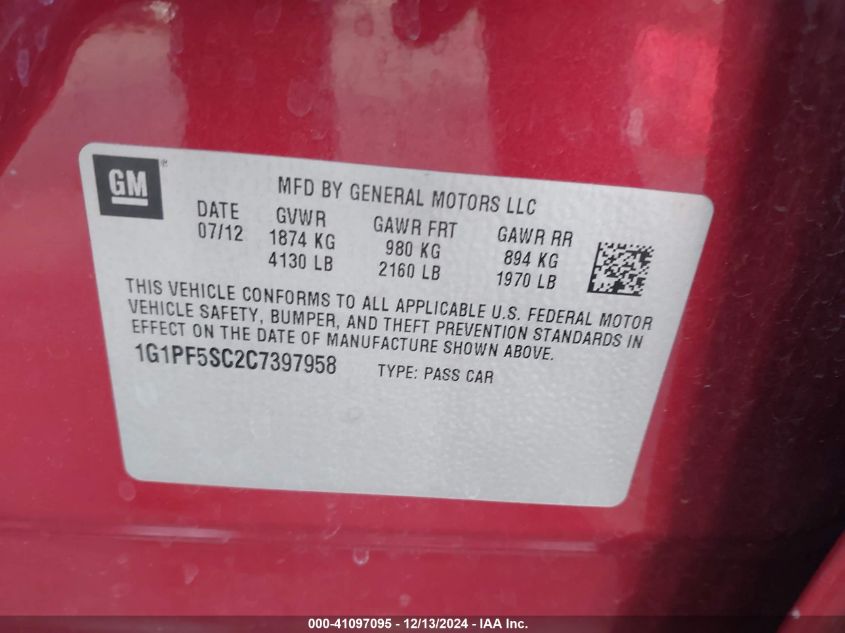 GM®
MFD BY GENERAL MOTORS LLC
DATE GVWR GAWR FRT GAWR RR
07/12 1874 KG 980 KG 894 KG
4130 LB 2160 LB 1970 LB
THIS VEHICLE CONFORMS TO ALL APPLICABLE U.S. FEDERAL MOTOR
VEHICLE SAFETY, BUMPER, AND THEFT PREVENTION STANDARDS IN
EFFECT ON THE DATE OF MANUFACTURE SHOWN ABOVE.
1G1PF5SC2C7397958 TYPE: PASS CAR
000-41097095 - 12/13/2024 - IAA Inc.